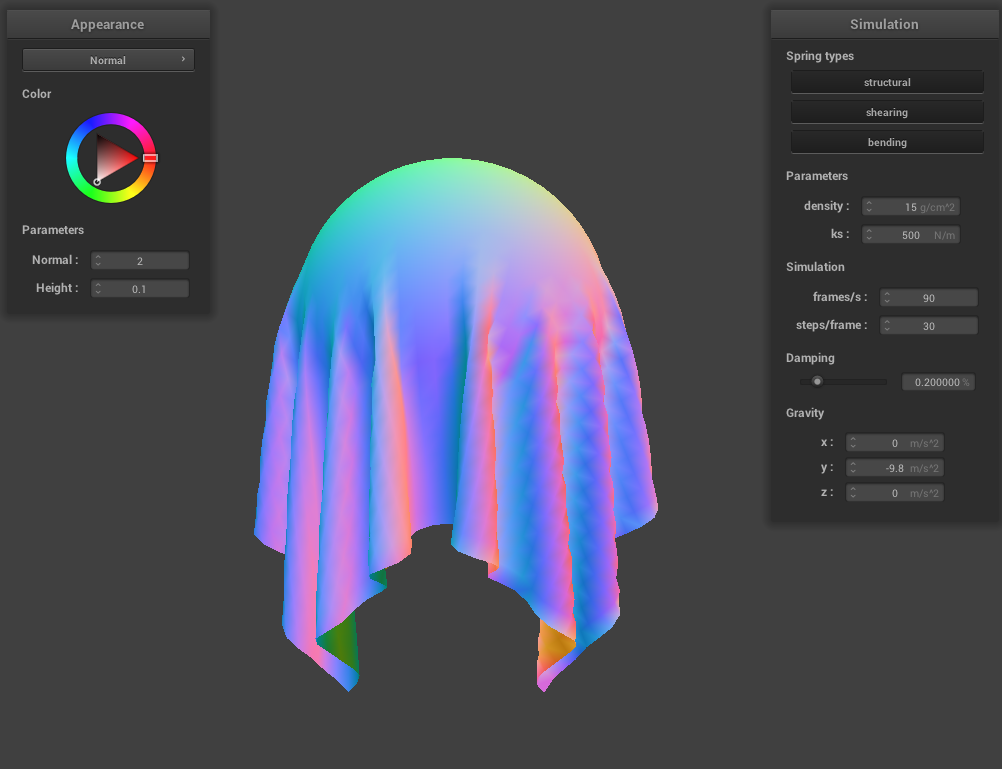 Appearance
Normal
Color
Parameters
Normal : 2
Height : 0.1
Simulation
Spring types
structural
shearing
bending
Parameters
density : 15 g/cm^2
ks : 500 N/m
Simulation
frames/s : 90
steps/frame : 30
Damping
0.200000 %
Gravity
x : 0 m/s^2
y : -9.8 m/s^2
z : 0 m/s^2